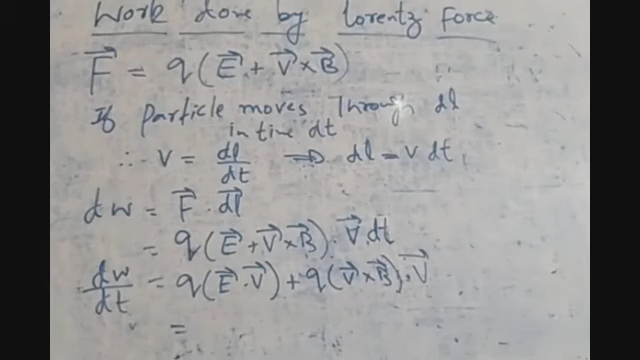 Work done by Lorentz Force
F⃗ = q(E⃗ + V⃗×B⃗)
If Particle moves Through dl
in time dt
∴ V = dl/dt ⇒ dl = v dt
dw = F⃗ . dl⃗
= q(E⃗ + V⃗×B⃗). V⃗ dt
dw/dt = q(E⃗.V⃗) + q(V⃗×B⃗).V⃗
=